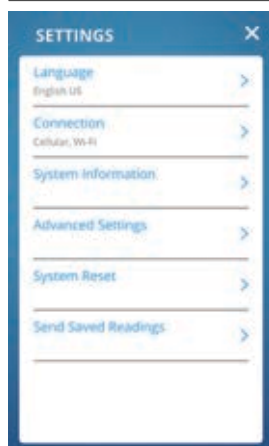 SETTINGS
Language
English US
Connection
Cellular, Wi-Fi
System Information
Advanced Settings
System Reset
Send Saved Readings